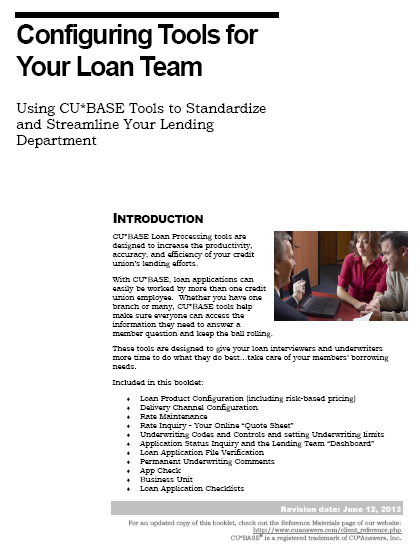 Configuring Tools for
Your Loan Team
Using CU*BASE Tools to Standardize
and Streamline Your Lending
Department
INTRODUCTION
CU*BASE Loan Processing tools are
designed to increase the productivity,
accuracy, and efficiency of your credit
union's lending efforts.
With CU*BASE, loan applications can
easily be worked by more than one credit
union employee.  Whether you have one
branch or many, CU*BASE tools help
make sure everyone can access the
information they need to answer a
member question and keep the ball rolling.
These tools are designed to give your loan interviewers and underwriters
more time to do what they do best...take care of your members' borrowing
needs.
Included in this booklet:
♦ Loan Product Configuration (including risk-based pricing)
♦ Delivery Channel Configuration
♦ Rate Maintenance
♦ Rate Inquiry - Your Online "Quote Sheet"
♦ Underwriting Codes and Controls and setting Underwriting limits
♦ Application Status Inquiry and the Lending Team "Dashboard"
♦ Loan Application File Verification
♦ Permanent Underwriting Comments
♦ App Check
♦ Business Unit
♦ Loan Application Checklists
Revision date: June 12, 2013
For an updated copy of this booklet, check out the Reference Materials page of our website:
http://www.cuanswers.com/client_reference.php
CU*BASE® is a registered trademark of CU*Answers, Inc.